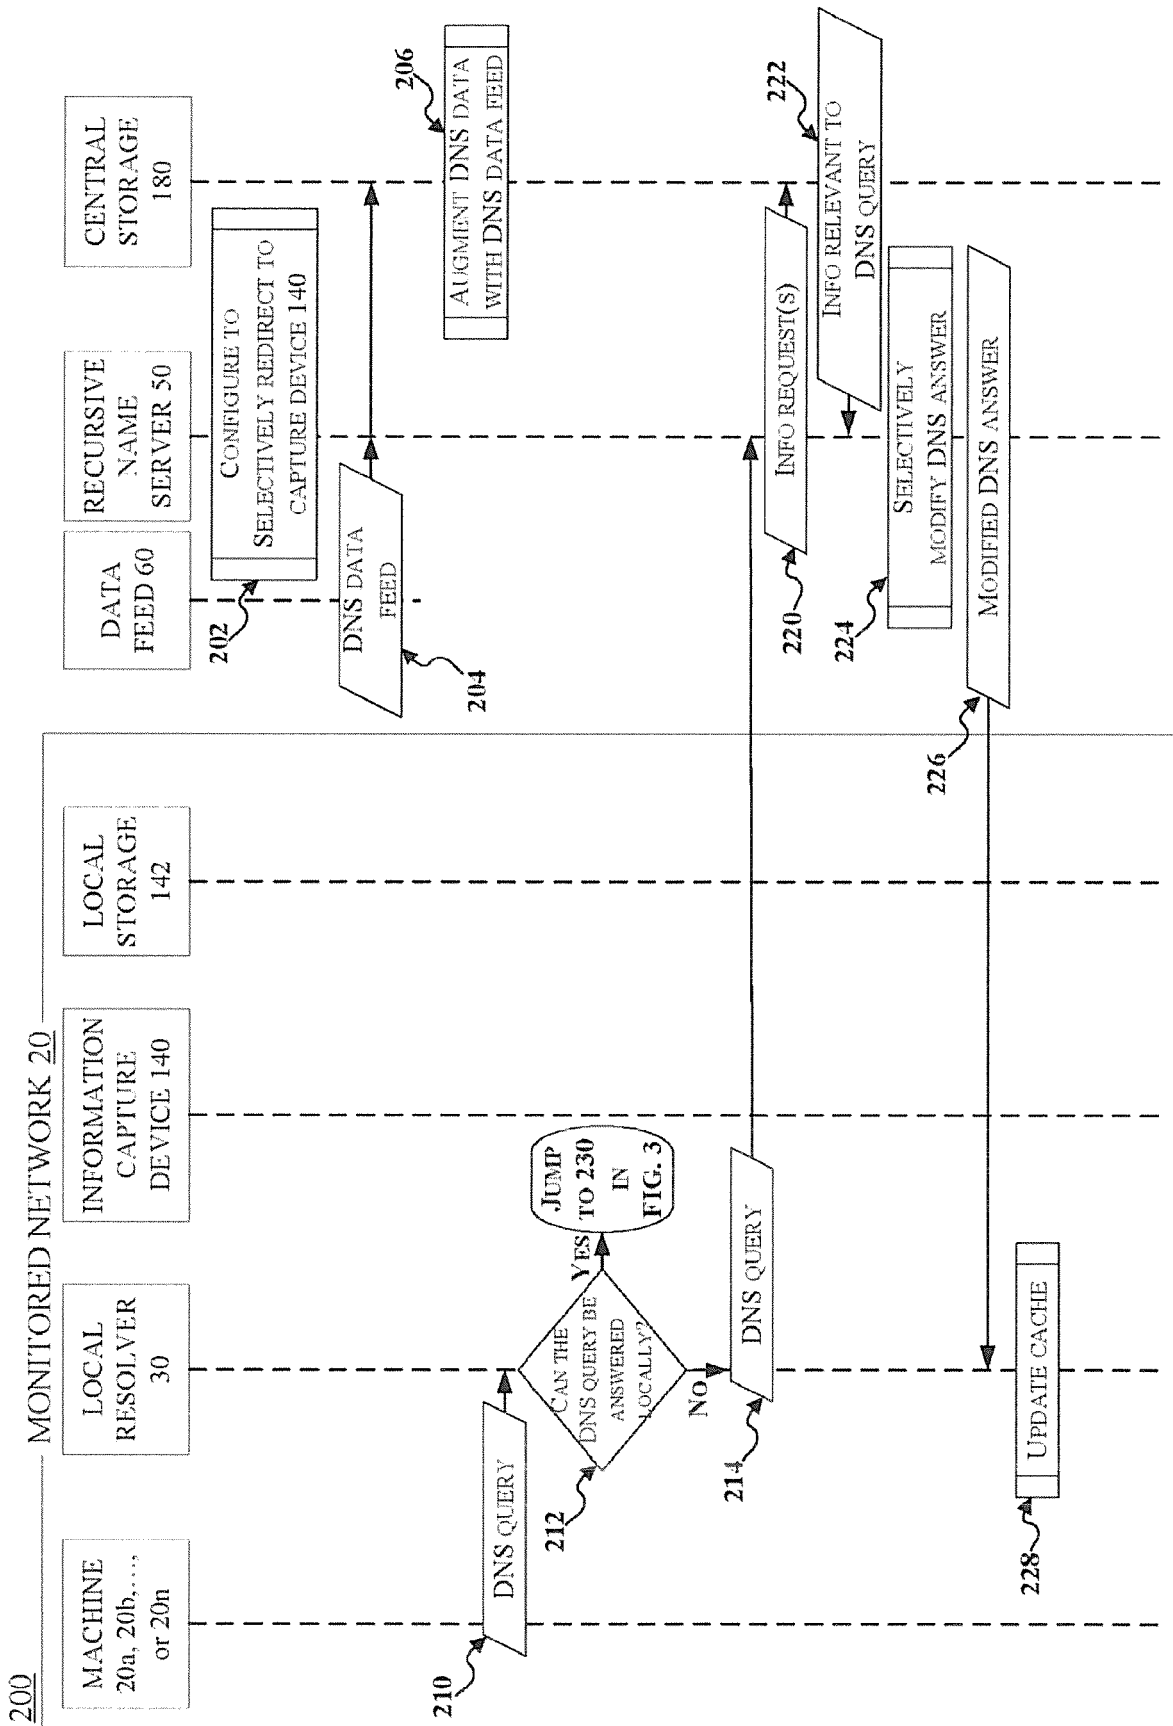 200
MONITORED NETWORK 20
MACHINE
20a, 20b,...,
or 20n
LOCAL
RESOLVER
30
INFORMATION
CAPTURE
DEVICE 140
LOCAL
STORAGE
142
DATA
FEED 60
RECURSIVE
NAME
SERVER 50
CENTRAL
STORAGE
180
202
CONFIGURE TO
SELECTIVELY REDIRECT TO
CAPTURE DEVICE 140
204
DNS DATA
FEED
206
AUGMENT DNS DATA
WITH DNS DATA FEED
210
DNS QUERY
212
CAN THE
DNS QUERY BE
ANSWERED
LOCALLY?
YES
JUMP
TO 230
IN
FIG. 3
NO
214
DNS QUERY
220
INFO REQUEST(S)
222
INFO RELEVANT TO
DNS QUERY
224
SELECTIVELY
MODIFY DNS ANSWER
226
MODIFIED DNS ANSWER
228
UPDATE CACHE